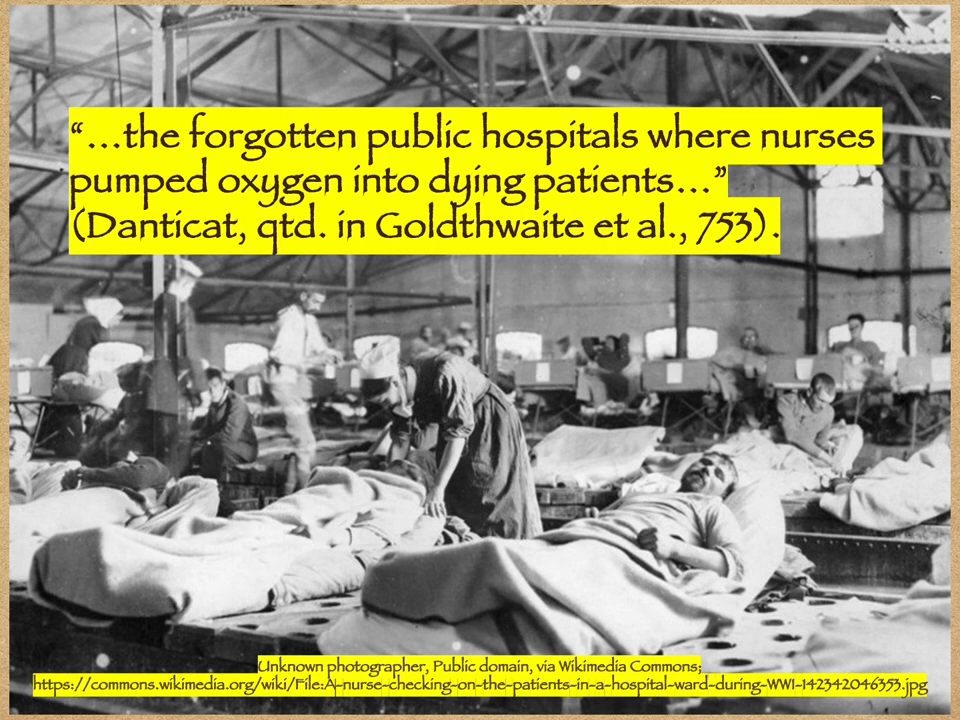 “...the forgotten public hospitals where nurses
pumped oxygen into dying patients...”
(Danticat, qtd. in Goldthwaite et al., 753).
Unknown photographer, Public domain, via Wikimedia Commons;
https://commons.wikimedia.org/wiki/File:A-nurse-checking-on-the-patients-in-a-hospital-ward-during-WW1-142342046353.jpg